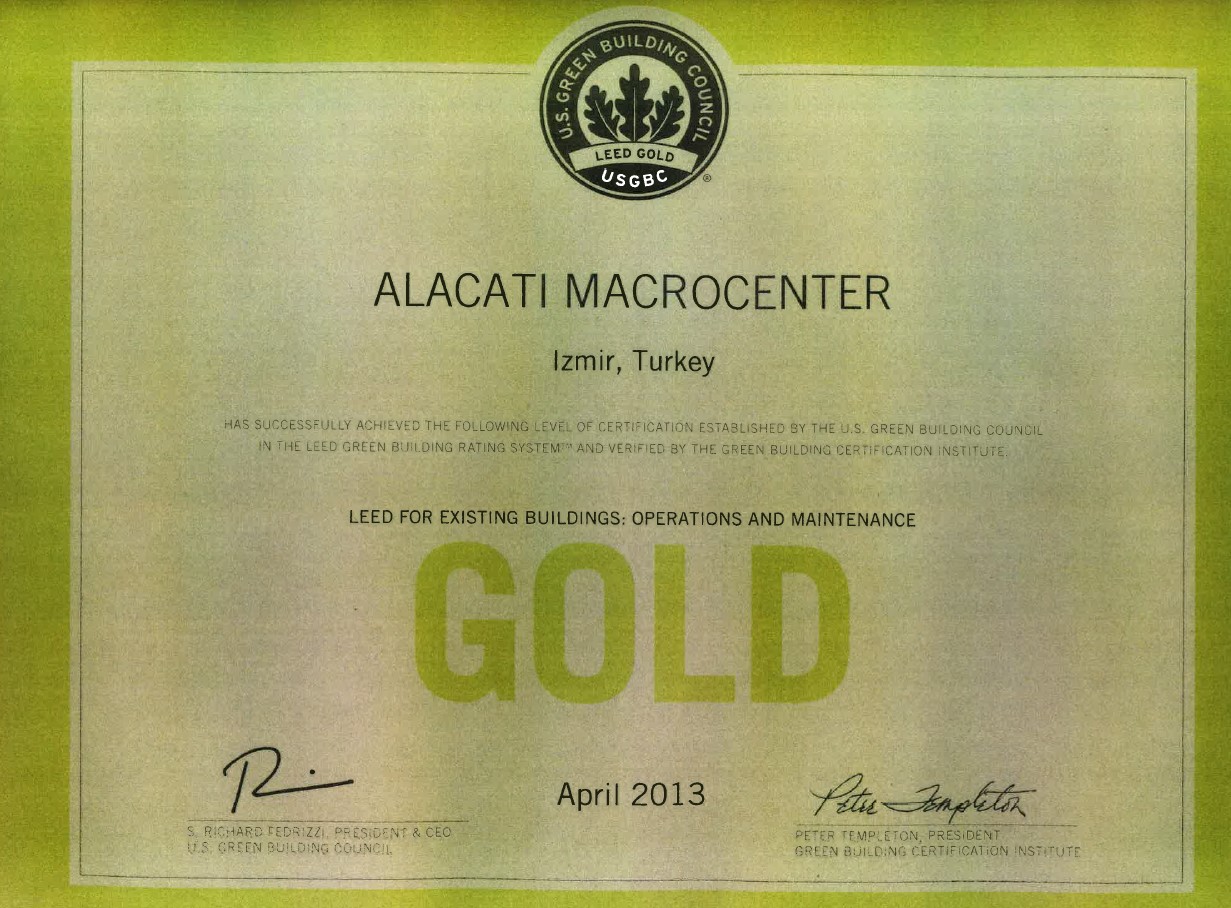 U.S. GREEN BUILDING COUNCIL
LEED GOLD
USGBC
®
ALACATI MACROCENTER
Izmir, Turkey
HAS SUCCESSFULLY ACHIEVED THE FOLLOWING LEVEL OF CERTIFICATION ESTABLISHED BY THE U.S. GREEN BUILDING COUNCIL
IN THE LEED GREEN BUILDING RATING SYSTEM™ AND VERIFIED BY THE GREEN BUILDING CERTIFICATION INSTITUTE.
LEED FOR EXISTING BUILDINGS: OPERATIONS AND MAINTENANCE
GOLD
April 2013
Peter Templeton
S. RICHARD FEDRIZZI, PRESIDENT & CEO
U.S. GREEN BUILDING COUNCIL
PETER TEMPLETON, PRESIDENT
GREEN BUILDING CERTIFICATION INSTITUTE